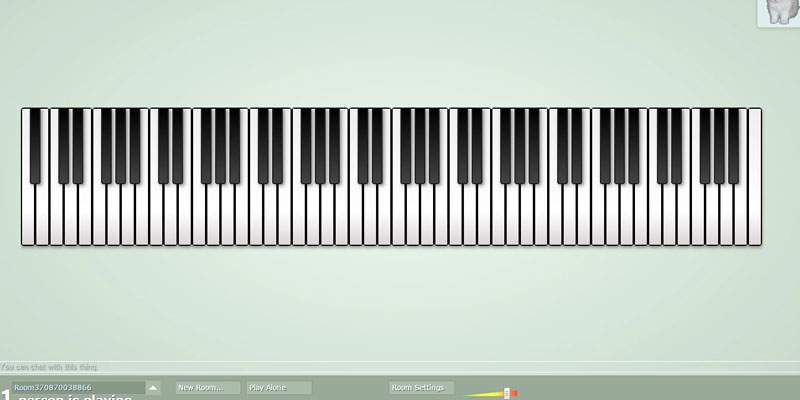 You can chat with this thing.
Room370870038866
New Room...
Play Alone
Room Settings
1 person is playing